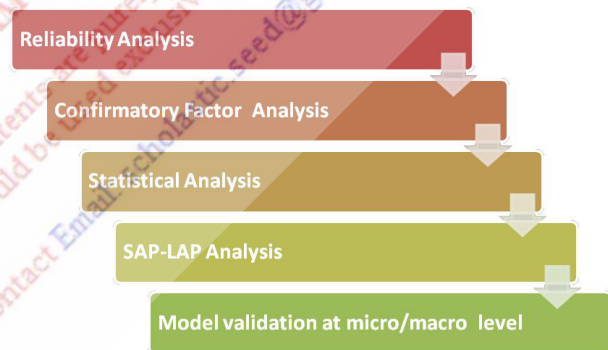 Reliability Analysis
Confirmatory Factor Analysis
Statistical Analysis
SAP-LAP Analysis
Model validation at micro/macro level